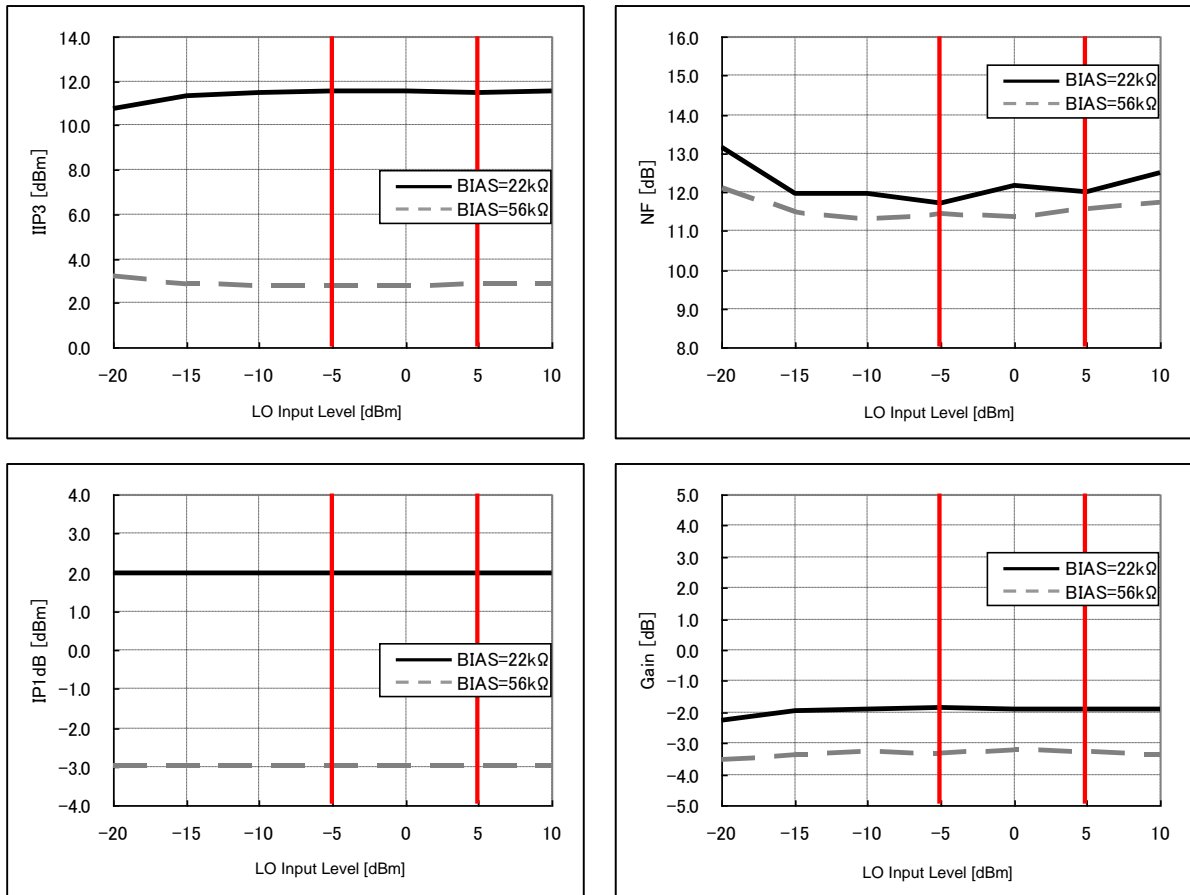 14.0
12.0
10.0
8.0
6.0
4.0
2.0
0.0
IIP3 [dBm]
BIAS=22kΩ
BIAS=56kΩ
−20 −15 −10 −5 0 5 10
LO Input Level [dBm]
16.0
15.0
14.0
13.0
12.0
11.0
10.0
9.0
8.0
NF [dB]
BIAS=22kΩ
BIAS=56kΩ
−20 −15 −10 −5 0 5 10
LO Input Level [dBm]
4.0
3.0
2.0
1.0
0.0
−1.0
−2.0
−3.0
−4.0
IP1dB [dBm]
BIAS=22kΩ
BIAS=56kΩ
−20 −15 −10 −5 0 5 10
LO Input Level [dBm]
5.0
4.0
3.0
2.0
1.0
0.0
−1.0
−2.0
−3.0
−4.0
−5.0
Gain [dB]
BIAS=22kΩ
BIAS=56kΩ
−20 −15 −10 −5 0 5 10
LO Input Level [dBm]